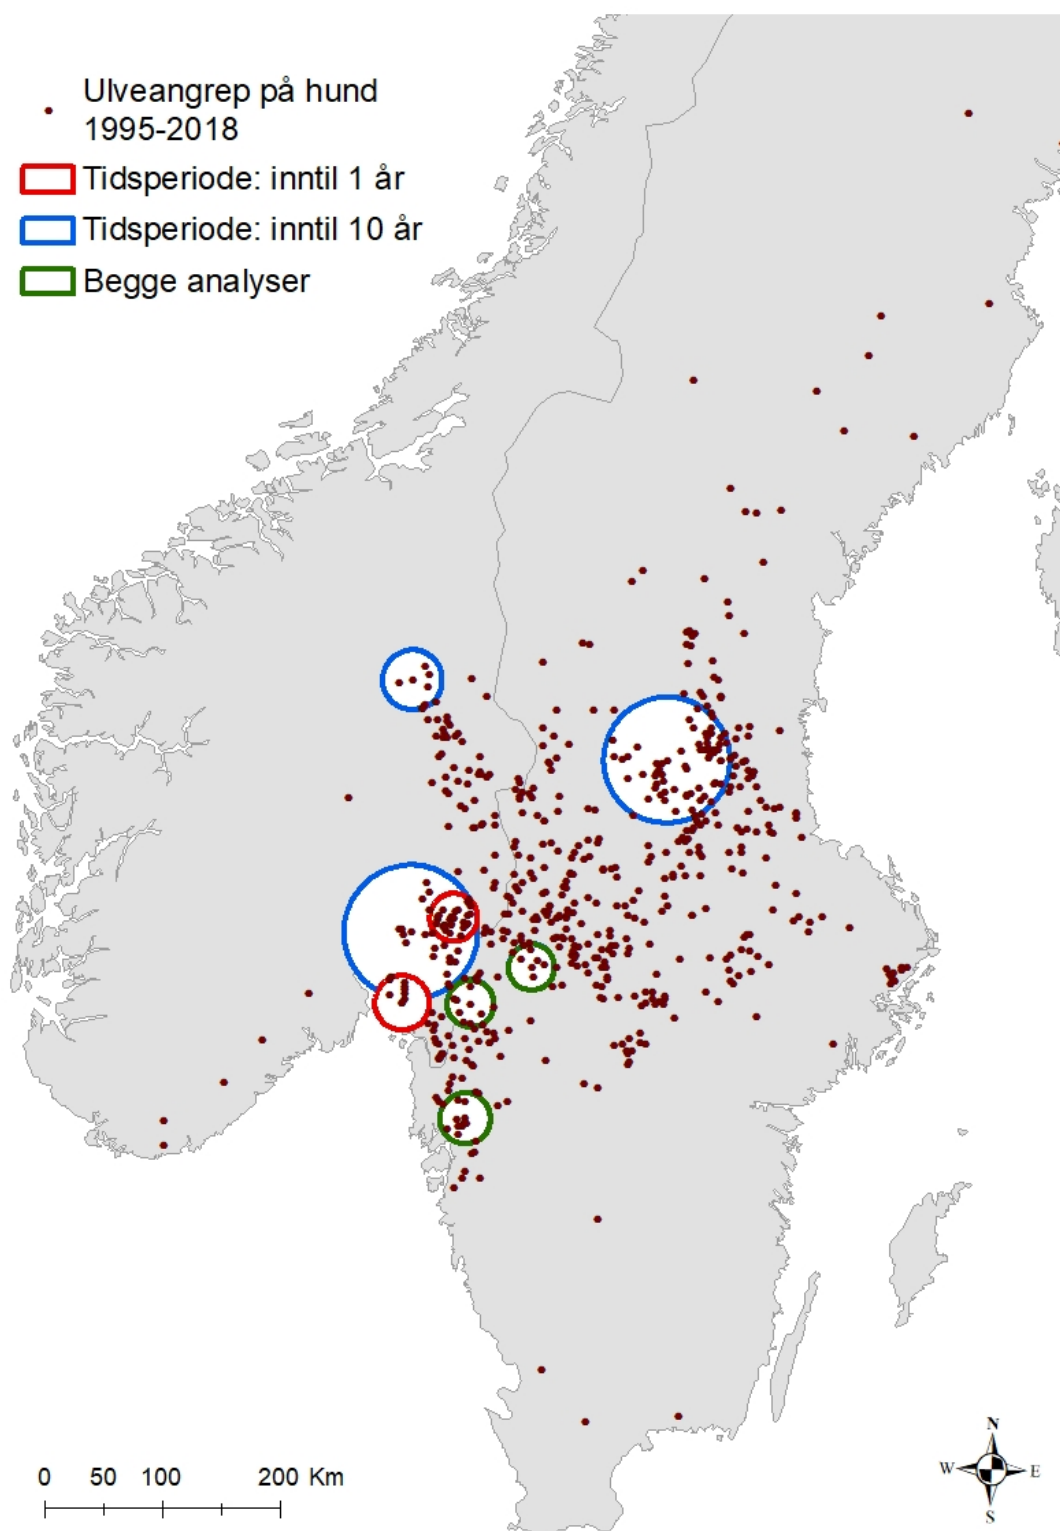 Ulveangrep på hund
1995-2018
Tidsperiode: inntil 1 år
Tidsperiode: inntil 10 år
Begge analyser
0 50 100 200 Km
N
W E
S